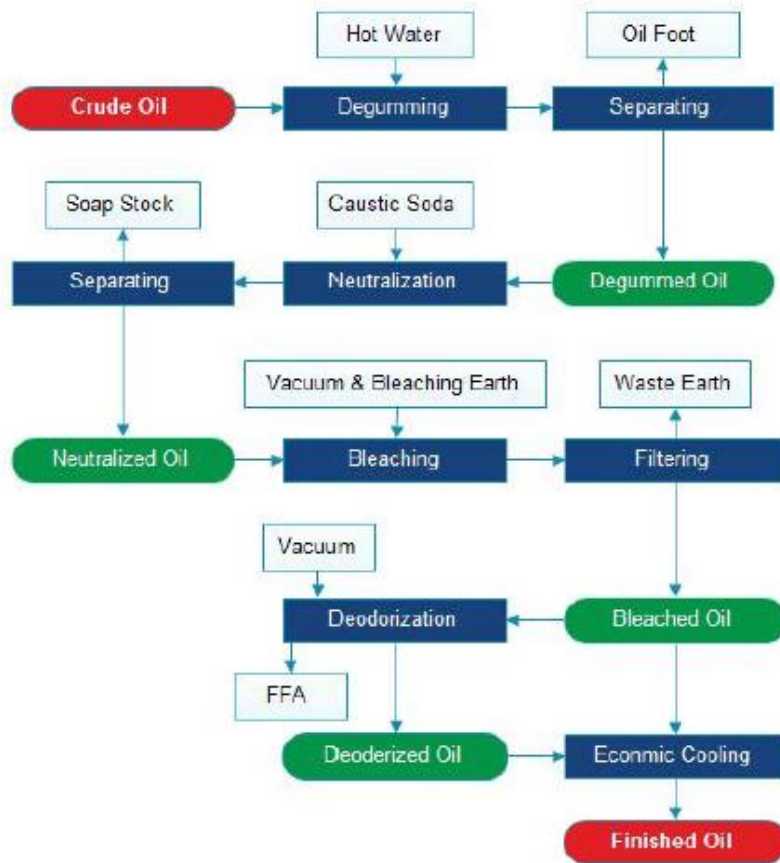 Hot Water
Oil Foot
Crude Oil
Degumming
Separating
Soap Stock
Caustic Soda
Separating
Neutralization
Degummed Oil
Vacuum & Bleaching Earth
Waste Earth
Neutralized Oil
Bleaching
Filtering
Vacuum
Deodorization
Bleached Oil
FFA
Deoderized Oil
Econmic Cooling
Finished Oil